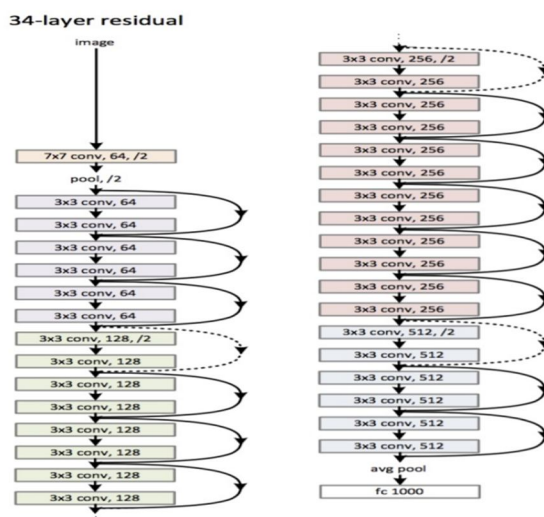 34-layer residual
image
7x7 conv, 64, /2
pool, /2
3x3 conv, 64
3x3 conv, 64
3x3 conv, 64
3x3 conv, 64
3x3 conv, 64
3x3 conv, 64
3x3 conv, 128, /2
3x3 conv, 128
3x3 conv, 128
3x3 conv, 128
3x3 conv, 128
3x3 conv, 128
3x3 conv, 128
3x3 conv, 128
3x3 conv, 256, /2
3x3 conv, 256
3x3 conv, 256
3x3 conv, 256
3x3 conv, 256
3x3 conv, 256
3x3 conv, 256
3x3 conv, 256
3x3 conv, 256
3x3 conv, 256
3x3 conv, 256
3x3 conv, 256
3x3 conv, 512, /2
3x3 conv, 512
3x3 conv, 512
3x3 conv, 512
3x3 conv, 512
3x3 conv, 512
avg pool
fc 1000